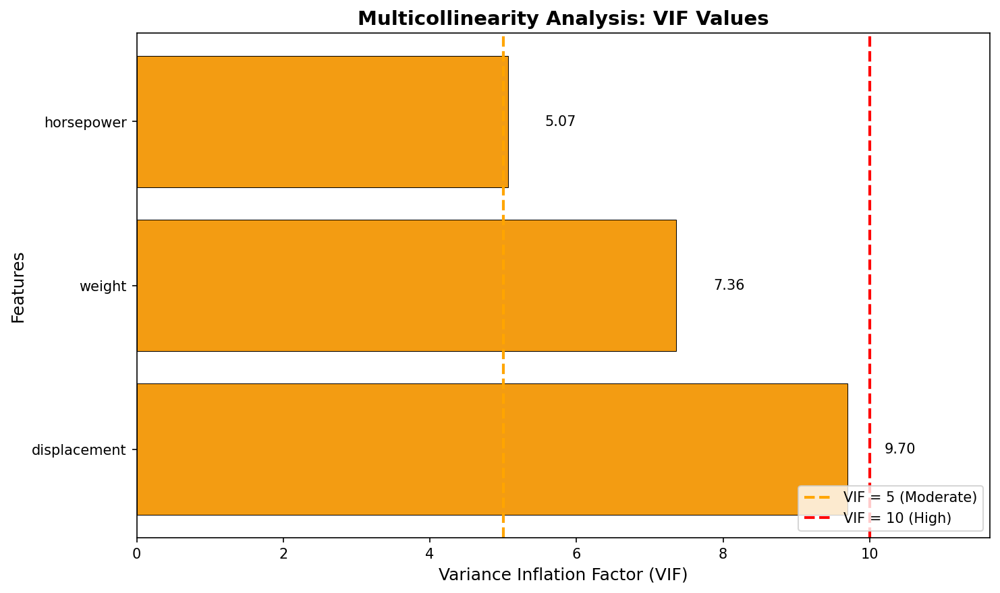 Multicollinearity Analysis: VIF Values
Features
horsepower
5.07
weight
7.36
displacement
9.70
VIF = 5 (Moderate)
VIF = 10 (High)
0 2 4 6 8 10
Variance Inflation Factor (VIF)